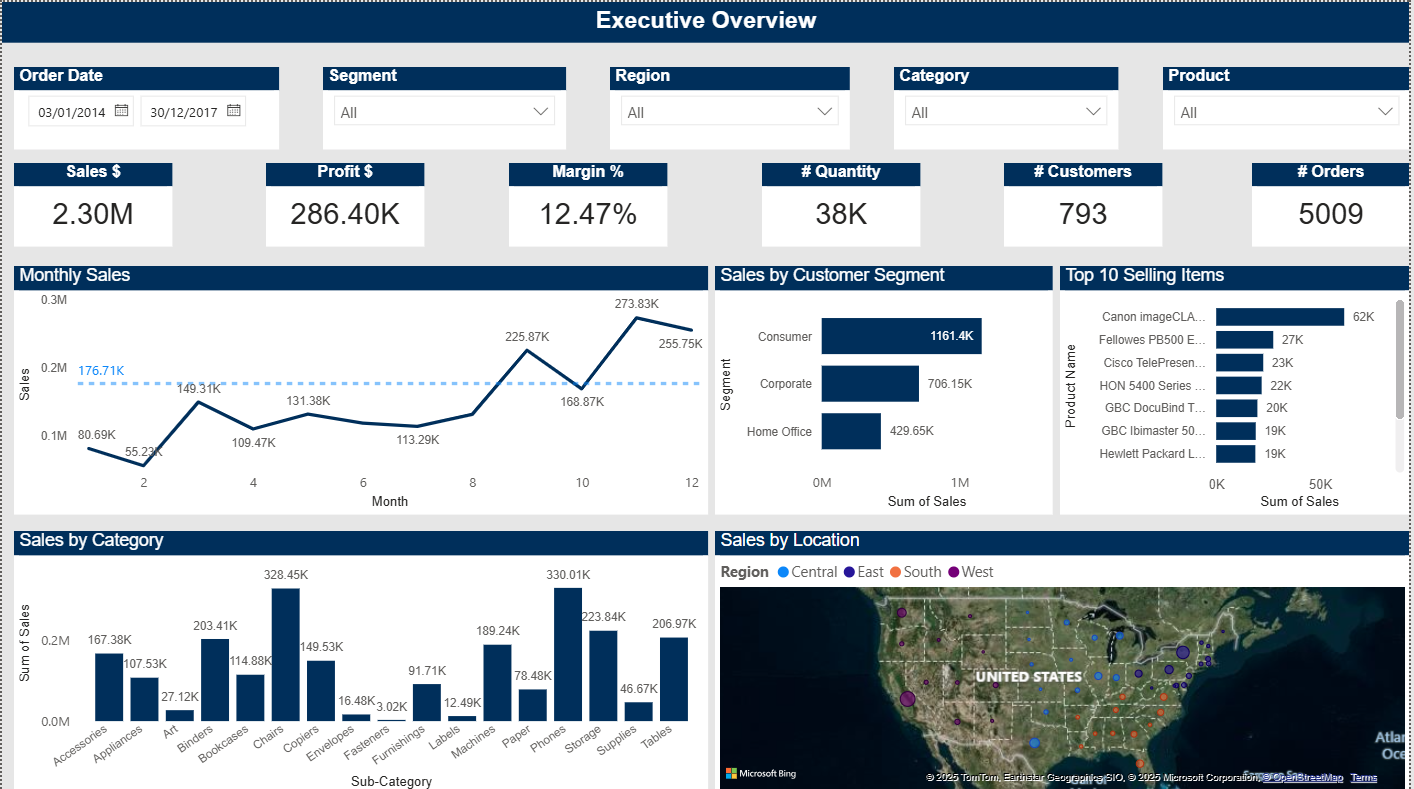 Executive Overview
Order Date
03/01/2014 30/12/2017
Segment
All
Region
All
Category
All
Product
All
Sales $
2.30M
Profit $
286.40K
Margin %
12.47%
# Quantity
38K
# Customers
793
# Orders
5009
Monthly Sales
Sales
0.3M
0.2M
0.1M
176.71K
80.69K
55.23K
149.31K
109.47K
131.38K
113.29K
225.87K
168.87K
273.83K
255.75K
2 4 6 8 10 12
Month
Sales by Customer Segment
Segment
Consumer 1161.4K
Corporate 706.15K
Home Office 429.65K
0M 1M
Sum of Sales
Top 10 Selling Items
Product Name
Canon imageCLA... 62K
Fellowes PB500 E... 27K
Cisco TelePresen... 23K
HON 5400 Series ... 22K
GBC DocuBind T... 20K
GBC Ibimaster 50... 19K
Hewlett Packard L... 19K
0K 50K
Sum of Sales
Sales by Category
Sum of Sales
0.2M
0.0M
167.38K
107.53K
27.12K
203.41K
114.88K
328.45K
149.53K
16.48K
3.02K
91.71K
12.49K
189.24K
78.48K
330.01K
223.84K
46.67K
206.97K
Accessories
Appliances
Art
Binders
Bookcases
Chairs
Copiers
Envelopes
Fasteners
Furnishings
Labels
Machines
Paper
Phones
Storage
Supplies
Tables
Sub-Category
Sales by Location
Region Central East South West
UNITED STATES
Atla
Oce
Microsoft Bing
© 2025 TomTom, Earthstar Geographics SIO, © 2025 Microsoft Corporation, © OpenStreetMap Terms